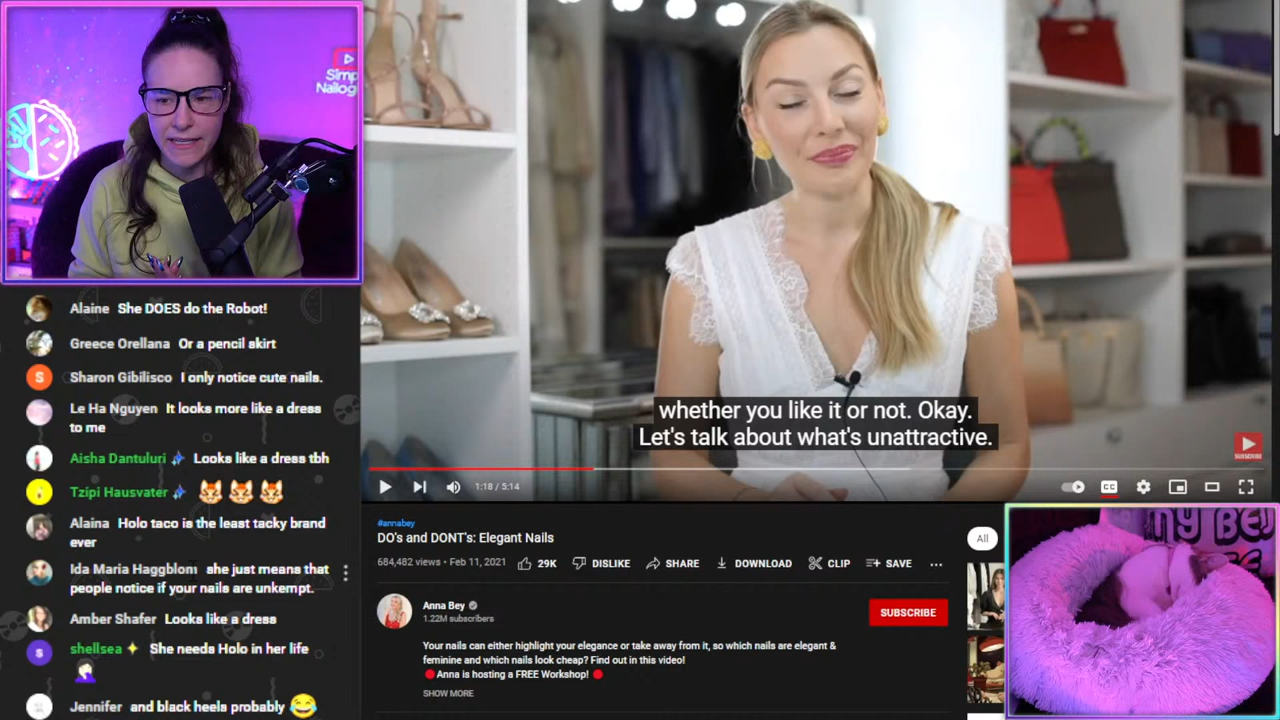 Simp
Nailog
Alaine She DOES do the Robot!
Greece Orellana Or a pencil skirt
S
Sharon Gibilisco I only notice cute nails.
Le Ha Nguyen It looks more like a dress
to me
Aisha Dantuluri Looks like a dress tbh
Tzipi Hausvater
Alaina Holo taco is the least tacky brand
ever
Ida Maria Haggblom she just means that
people notice if your nails are unkempt.
Amber Shafer Looks like a dress
s
shellsea She needs Holo in her life
Jennifer and black heels probably
whether you like it or not. Okay.
Let's talk about what's unattractive.
SUBSCRIBE
1:18 / 5:14
CC
#annabey
DO's and DONT's: Elegant Nails
684,482 views • Feb 11, 2021
29K
DISLIKE
SHARE
DOWNLOAD
CLIP
SAVE
All
Anna Bey
1.22M subscribers
SUBSCRIBE
Your nails can either highlight your elegance or take away from it, so which nails are elegant &
feminine and which nails look cheap? Find out in this video!
Anna is hosting a FREE Workshop!
SHOW MORE
MY BED